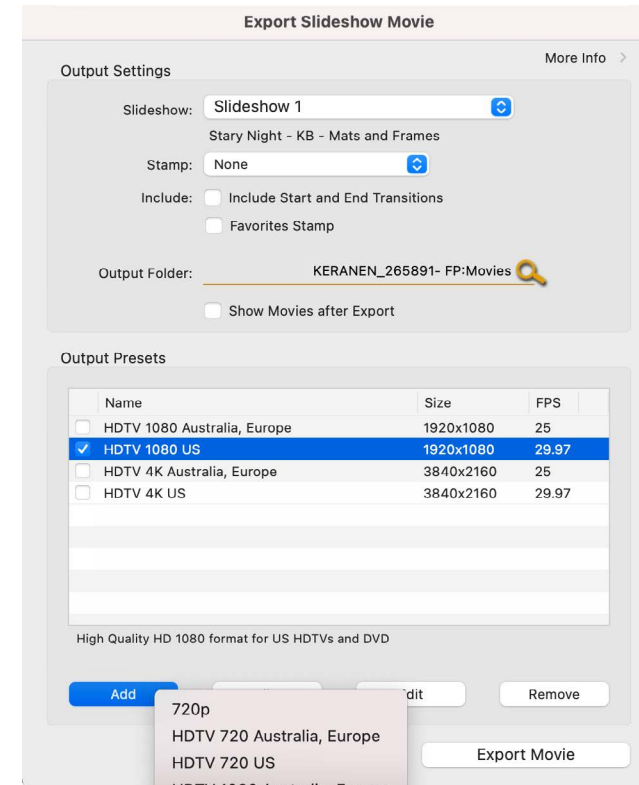 Export Slideshow Movie
More Info >
Output Settings
Slideshow: Slideshow 1
Stary Night - KB - Mats and Frames
Stamp: None
Include: Include Start and End Transitions
Favorites Stamp
Output Folder: KERANEN_265891- FP:Movies
Show Movies after Export
Output Presets
Name Size FPS
HDTV 1080 Australia, Europe 1920x1080 25
HDTV 1080 US 1920x1080 29.97
HDTV 4K Australia, Europe 3840x2160 25
HDTV 4K US 3840x2160 29.97
High Quality HD 1080 format for US HDTVs and DVD
Add dit Remove
720p
HDTV 720 Australia, Europe
HDTV 720 US
Export Movie